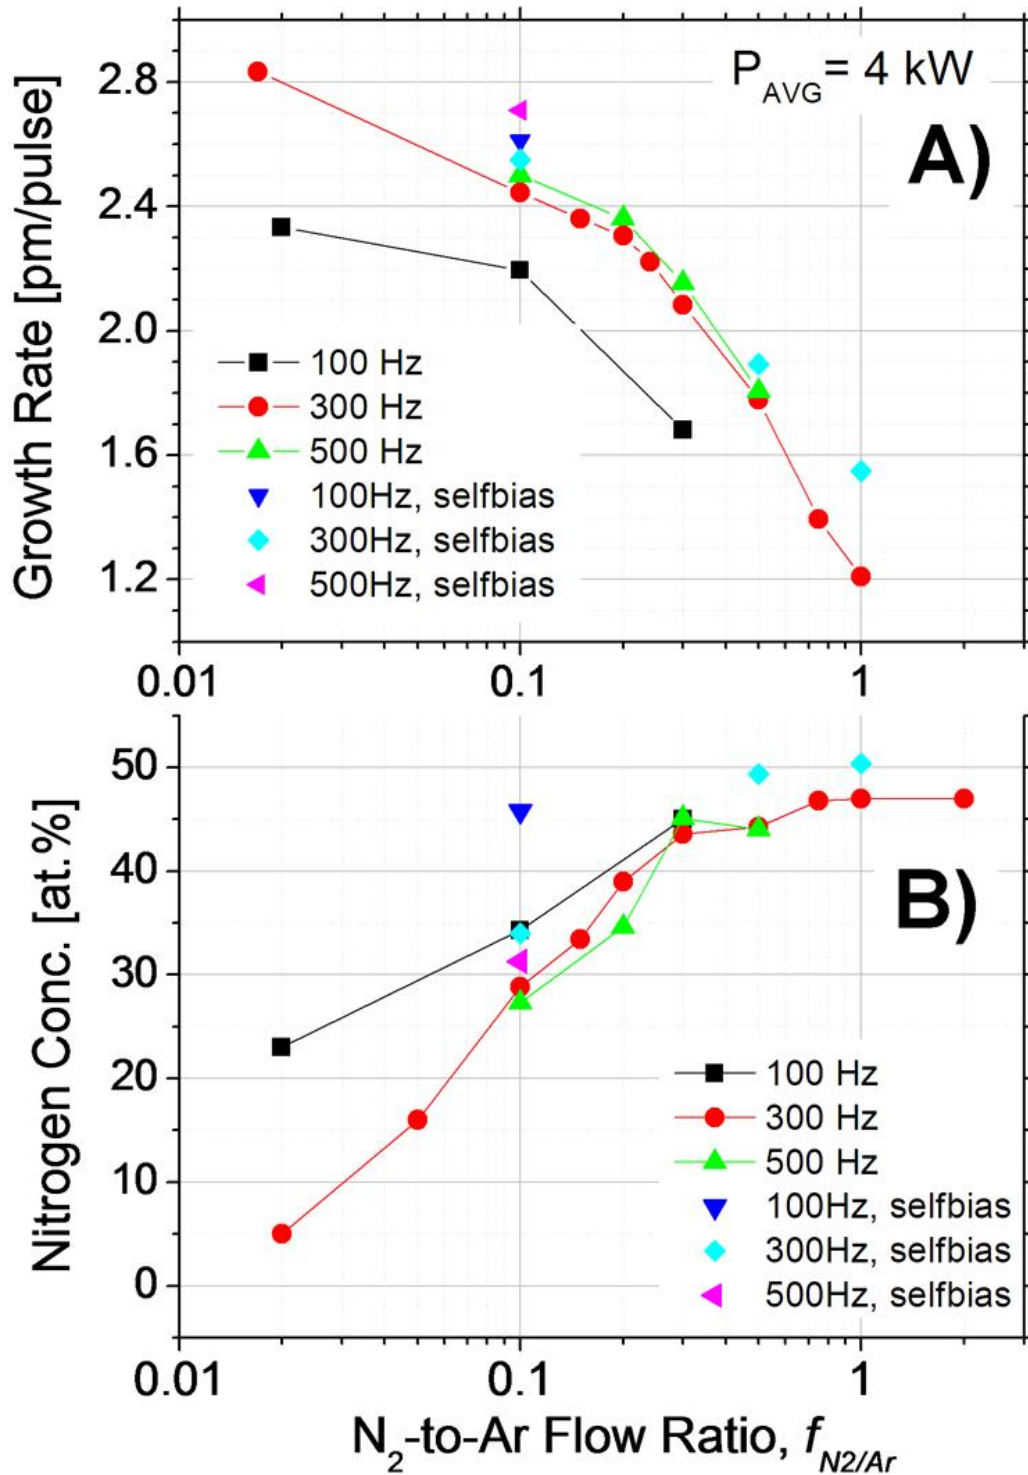 P_AVG = 4 kW
A)
Growth Rate [pm/pulse]
2.8
2.4
2.0
1.6
1.2
100 Hz
300 Hz
500 Hz
100Hz, selfbias
300Hz, selfbias
500Hz, selfbias
0.01 0.1 1
B)
Nitrogen Conc. [at.%]
50
40
30
20
10
0
100 Hz
300 Hz
500 Hz
100Hz, selfbias
300Hz, selfbias
500Hz, selfbias
0.01 0.1 1
N₂-to-Ar Flow Ratio, f_N2/Ar